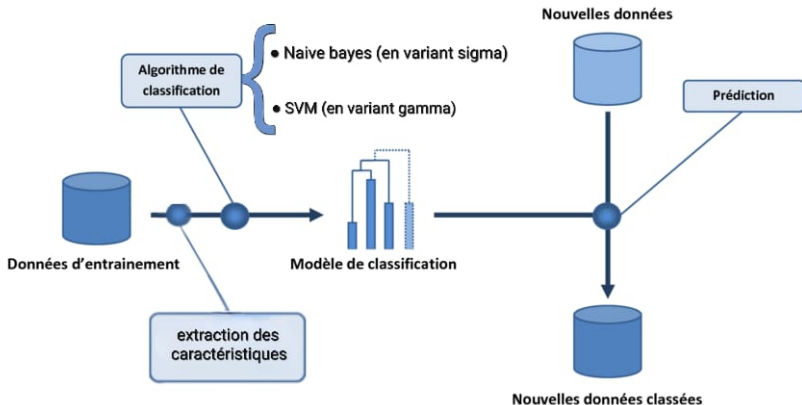 Nouvelles données
Algorithme de
classification
• Naive bayes (en variant sigma)
• SVM (en variant gamma)
Prédiction
Données d'entrainement
Modèle de classification
extraction des
caractéristiques
Nouvelles données classées